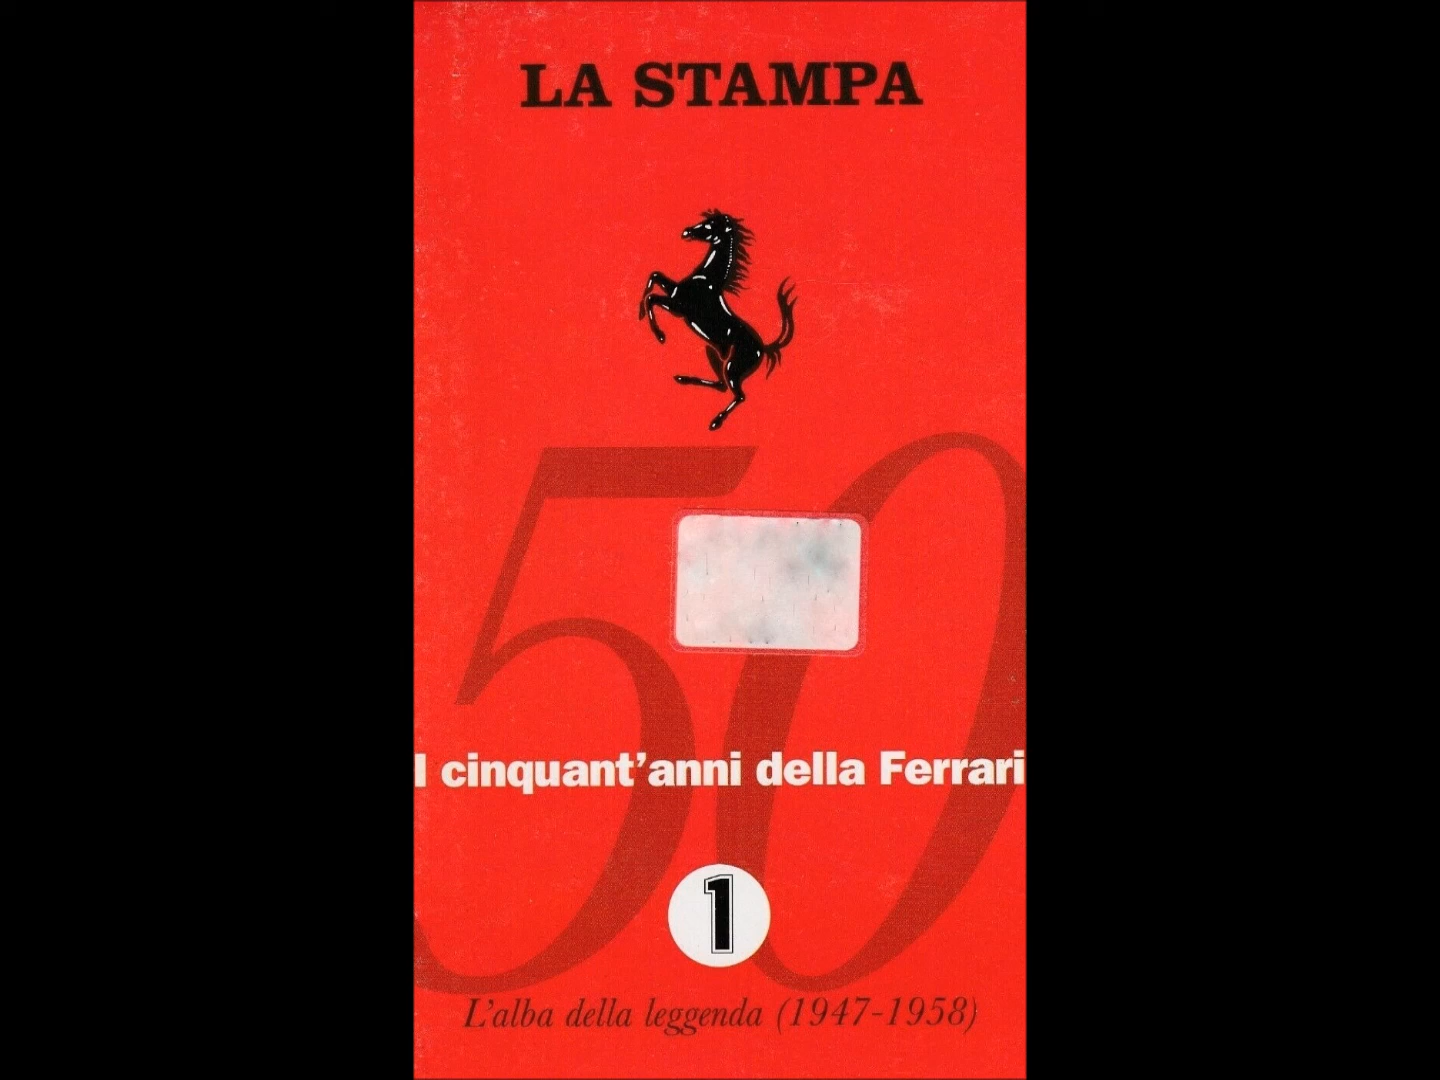 LA STAMPA
50
I cinquant'anni della Ferrari
1
L'alba della leggenda (1947-1958)